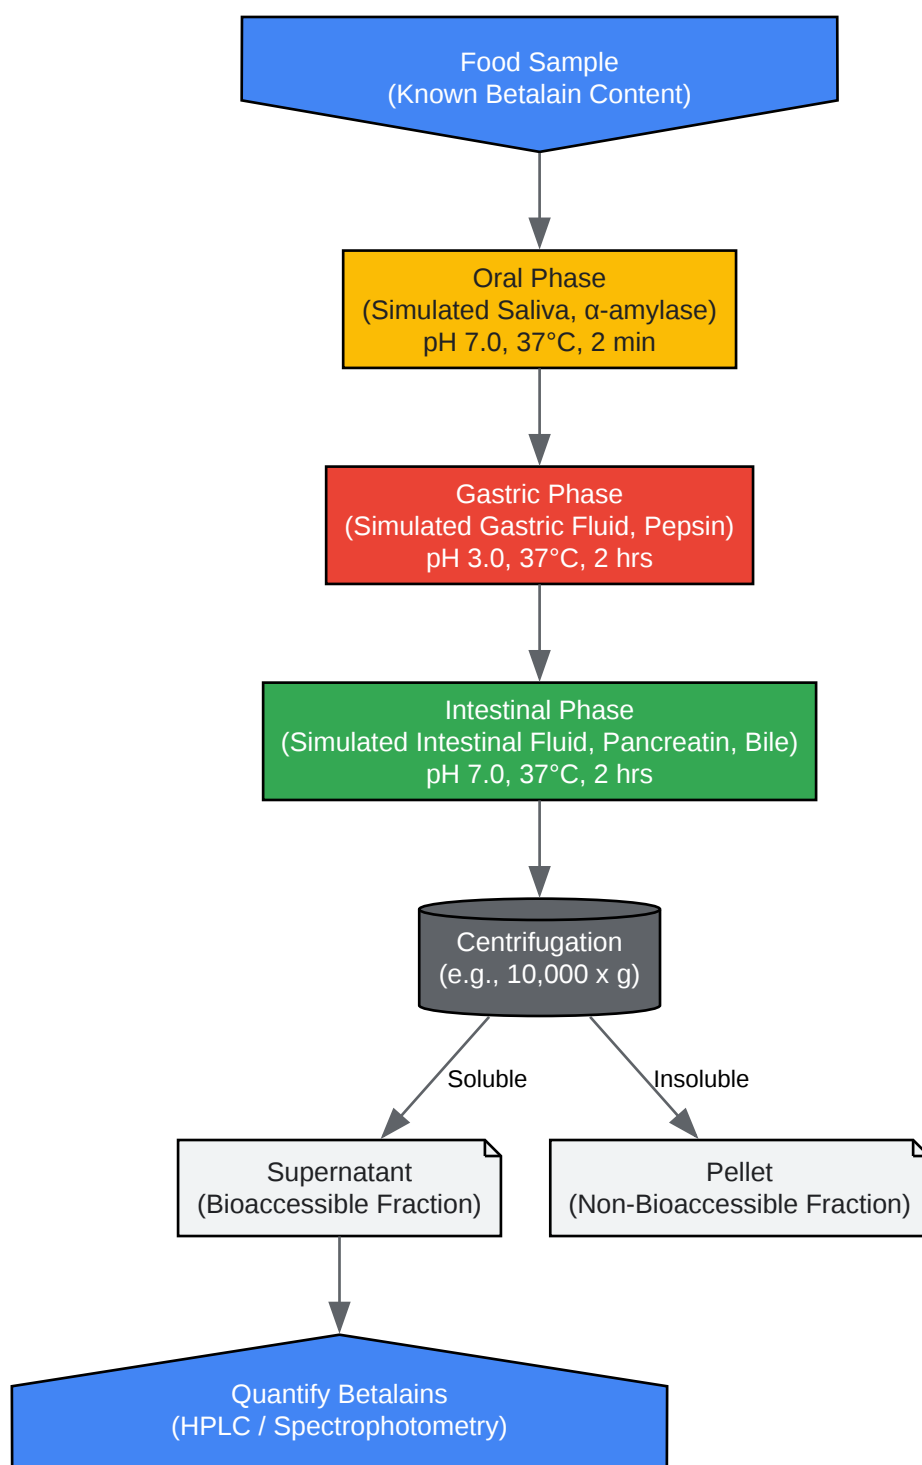 Food Sample
(Known Betalain Content)
Oral Phase
(Simulated Saliva, α-amylase)
pH 7.0, 37°C, 2 min
Gastric Phase
(Simulated Gastric Fluid, Pepsin)
pH 3.0, 37°C, 2 hrs
Intestinal Phase
(Simulated Intestinal Fluid, Pancreatin, Bile)
pH 7.0, 37°C, 2 hrs
Centrifugation
(e.g., 10,000 x g)
Soluble
Insoluble
Supernatant
(Bioaccessible Fraction)
Pellet
(Non-Bioaccessible Fraction)
Quantify Betalains
(HPLC / Spectrophotometry)